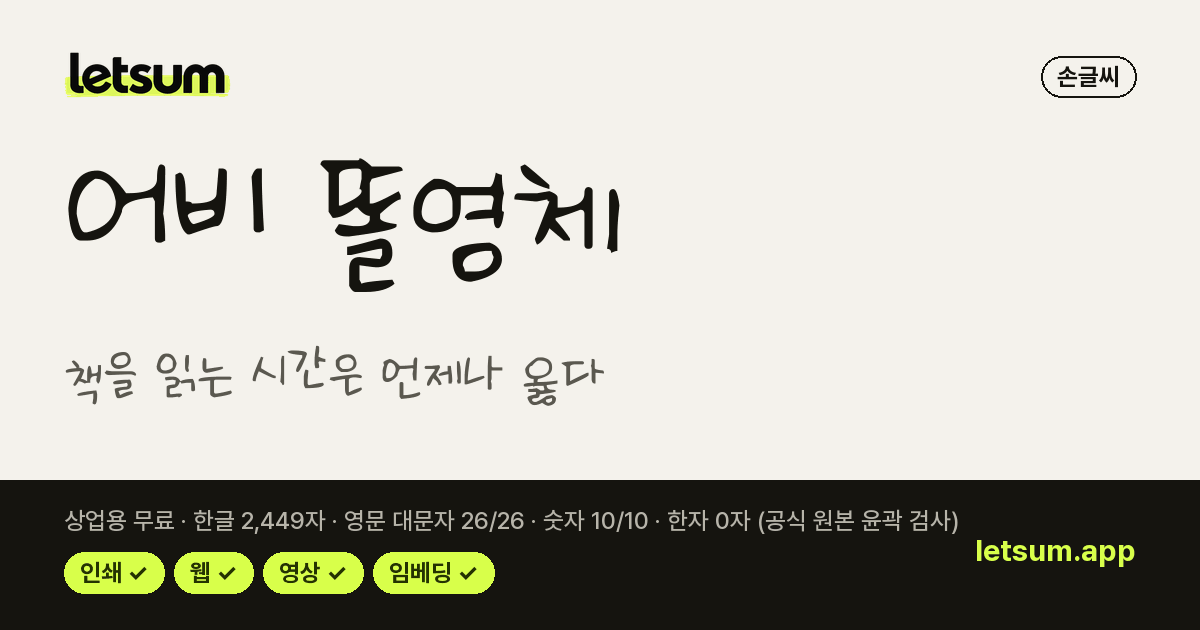 letsum
손글씨
어비 똘엉체
책을 읽는 시간은 언제나 옳다
상업용 무료 · 한글 2,449자 · 영문 대문자 26/26 · 숫자 10/10 · 한자 0자 (공식 원본 윤곽 검사)
인쇄 ✓ 웹 ✓ 영상 ✓ 임베딩 ✓
letsum.app